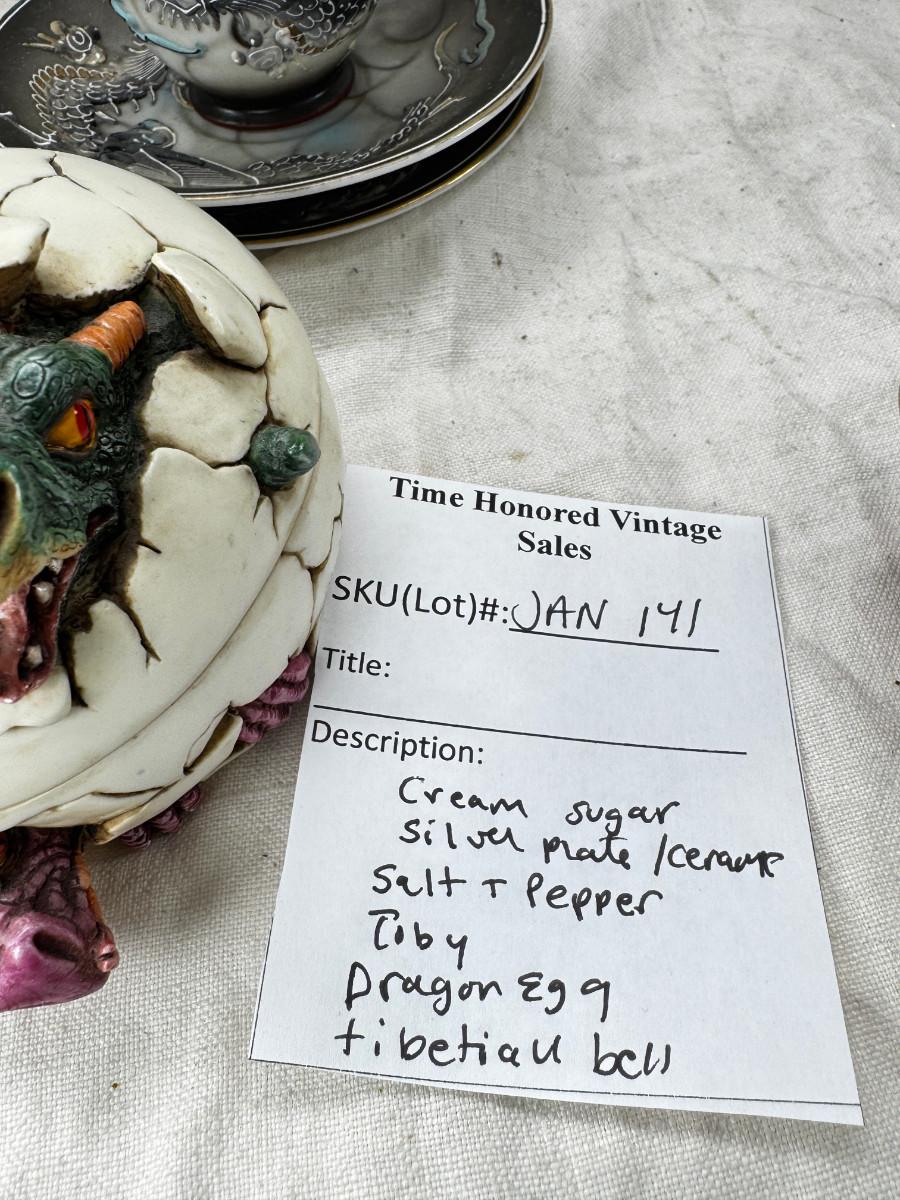 Time Honored Vintage
Sales
SKU(Lot)#: JAN 141
Title:
Description:
Cream sugar
Silver plate / ceramic
Salt + Pepper
Toby
Dragon Egg
tibetian bell